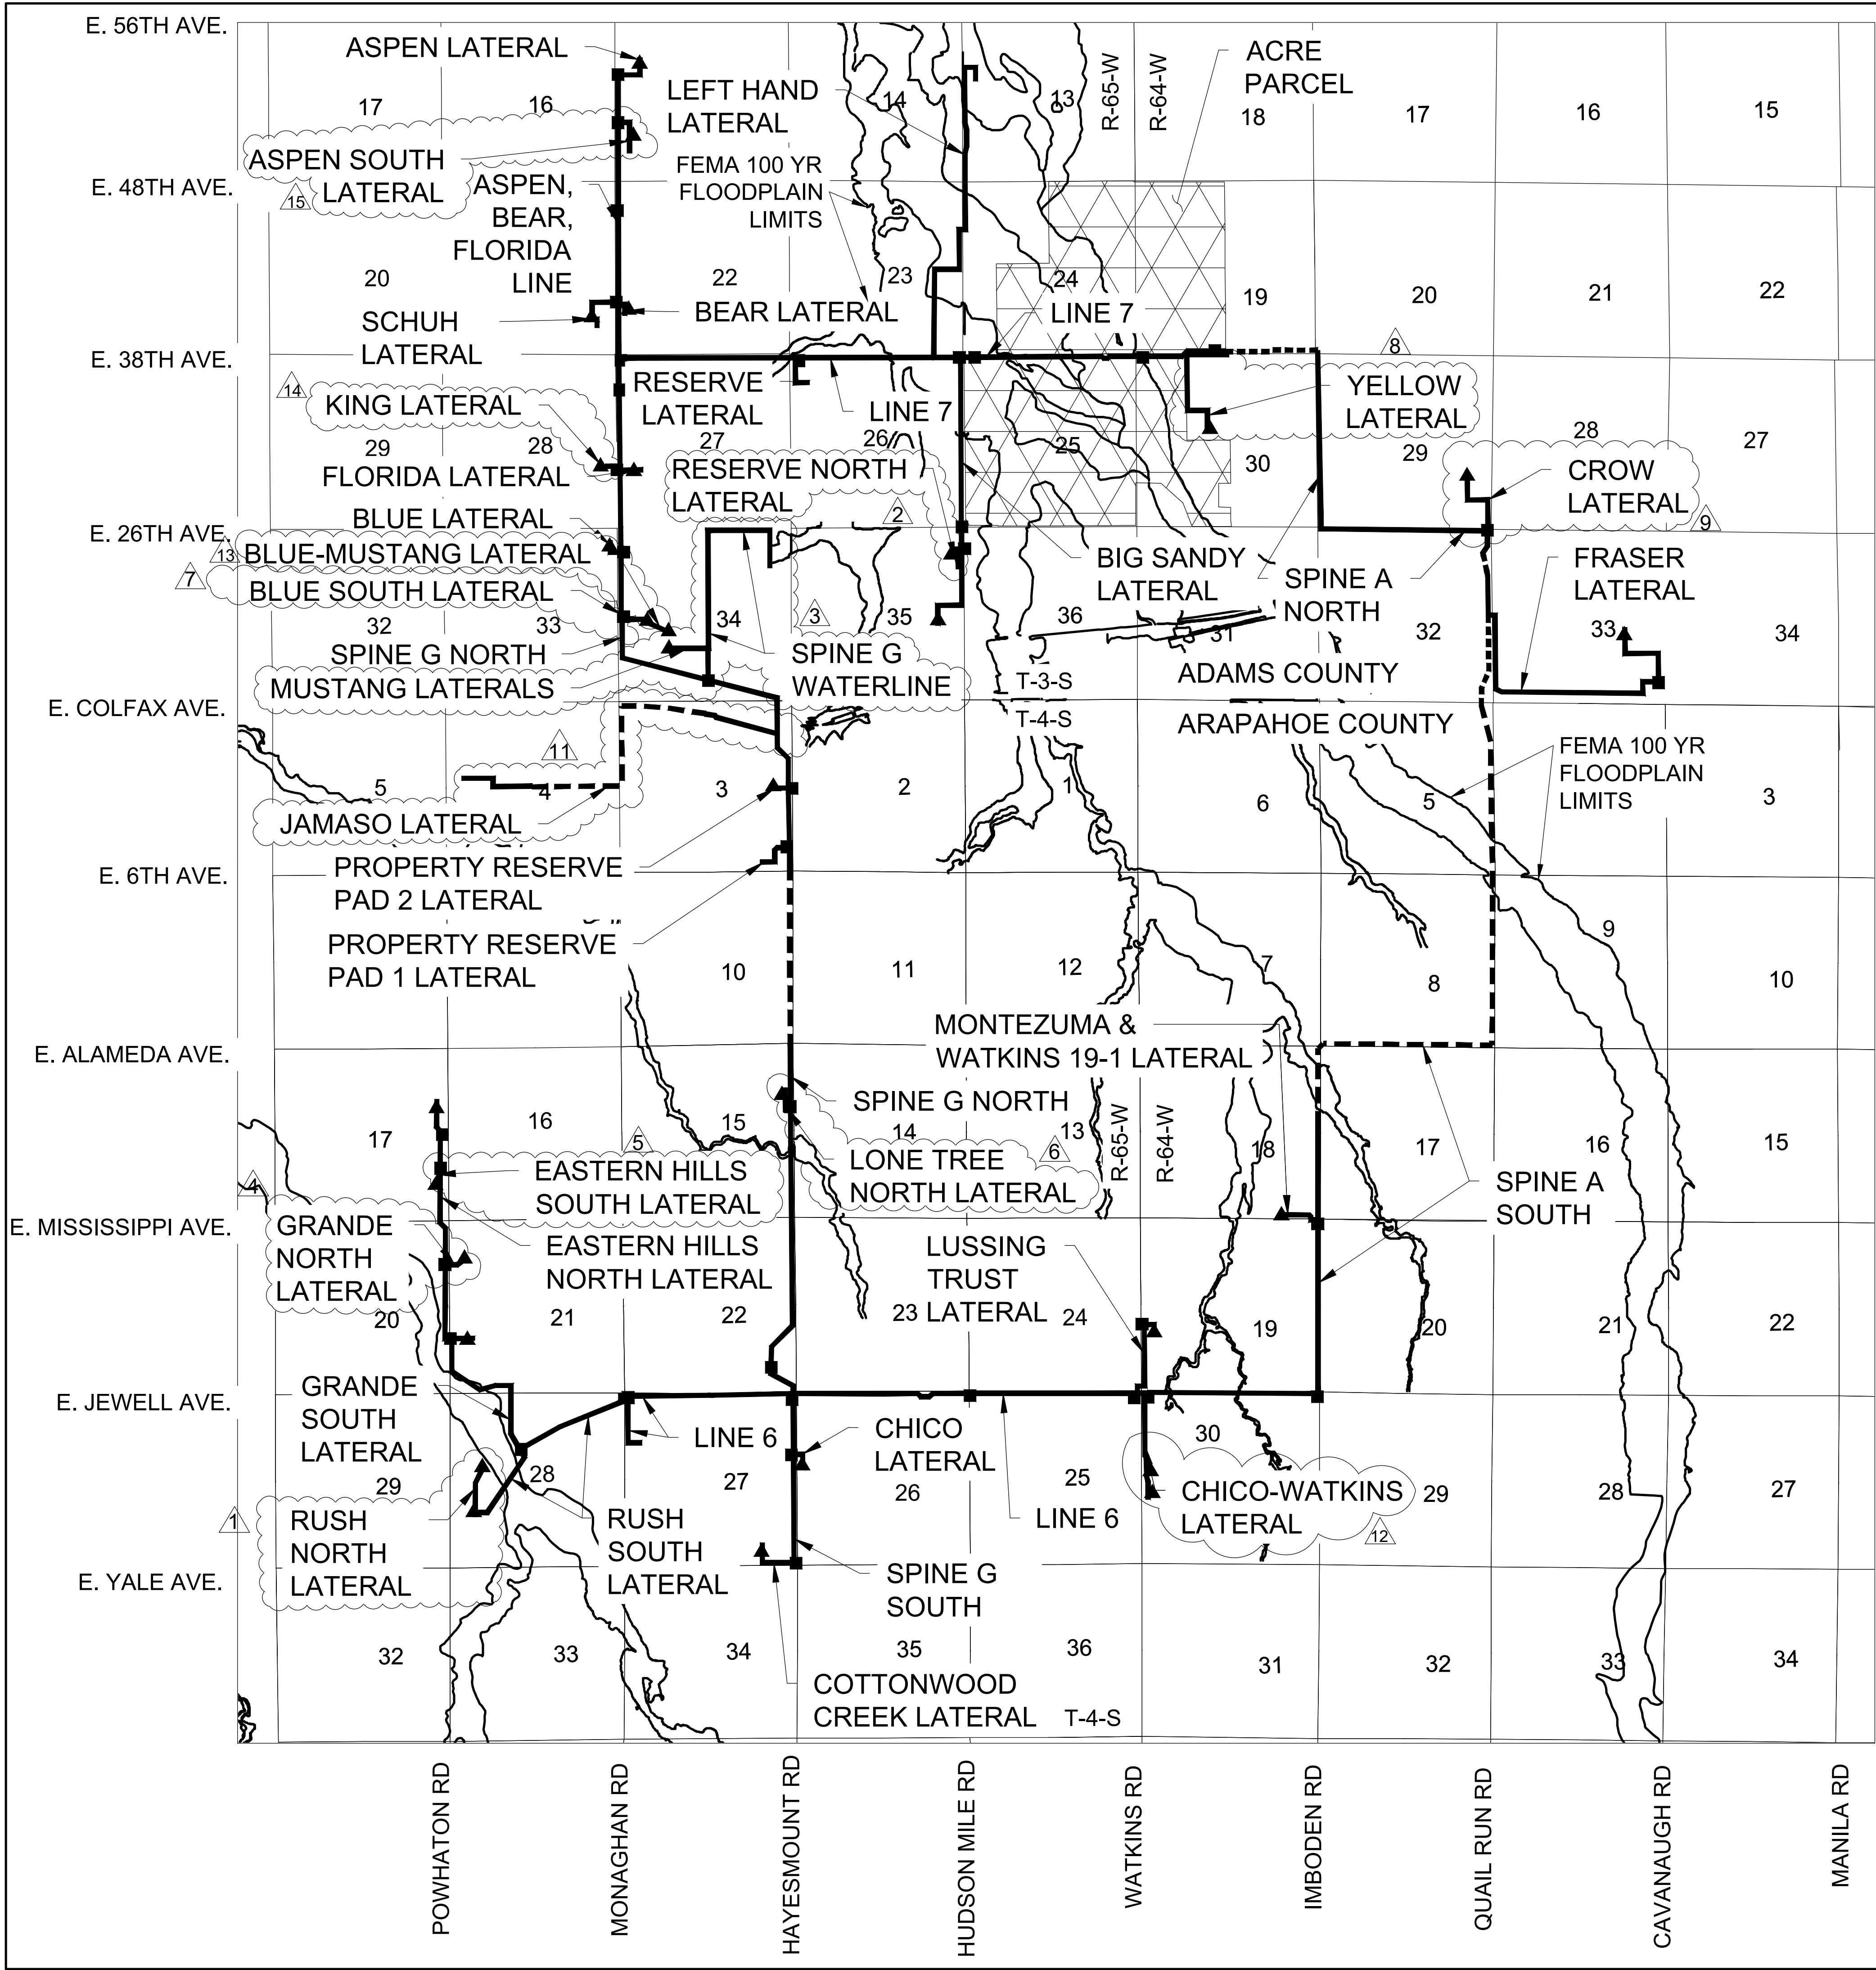 E. 56TH AVE.
ASPEN LATERAL
ACRE
PARCEL
LEFT HAND
LATERAL
17
16
14
13
R-65-W
R-64-W
18
17
16
15
ASPEN SOUTH
LATERAL
15
FEMA 100 YR
FLOODPLAIN
LIMITS
E. 48TH AVE.
ASPEN,
BEAR,
FLORIDA
LINE
20
22
23
24
19
20
21
22
BEAR LATERAL
LINE 7
SCHUH
LATERAL
E. 38TH AVE.
8
14
KING LATERAL
RESERVE
LATERAL
LINE 7
YELLOW
LATERAL
29
28
27
26
25
30
29
28
27
FLORIDA LATERAL
RESERVE NORTH
LATERAL
2
CROW
LATERAL
9
BLUE LATERAL
E. 26TH AVE.
13
BLUE-MUSTANG LATERAL
7
BLUE SOUTH LATERAL
BIG SANDY
LATERAL
SPINE A
NORTH
FRASER
LATERAL
32
33
34
3
35
36
31
32
33
34
SPINE G NORTH
SPINE G
WATERLINE
MUSTANG LATERALS
T-3-S
ADAMS COUNTY
E. COLFAX AVE.
T-4-S
ARAPAHOE COUNTY
11
FEMA 100 YR
FLOODPLAIN
LIMITS
5
4
3
2
1
6
5
3
JAMASO LATERAL
PROPERTY RESERVE
PAD 2 LATERAL
E. 6TH AVE.
PROPERTY RESERVE
PAD 1 LATERAL
10
11
12
7
8
9
10
MONTEZUMA &
WATKINS 19-1 LATERAL
E. ALAMEDA AVE.
SPINE G NORTH
17
16
15
14
13
R-65-W
R-64-W
18
17
16
15
5
EASTERN HILLS
SOUTH LATERAL
6
LONE TREE
NORTH LATERAL
SPINE A
SOUTH
4
E. MISSISSIPPI AVE.
GRANDE
NORTH
LATERAL
EASTERN HILLS
NORTH LATERAL
LUSSING
TRUST
LATERAL
20
21
22
23
24
19
20
21
22
E. JEWELL AVE.
GRANDE
SOUTH
LATERAL
LINE 6
CHICO
LATERAL
30
29
28
27
26
25
29
28
27
CHICO-WATKINS
LATERAL
12
LINE 6
1
RUSH
NORTH
LATERAL
RUSH
SOUTH
LATERAL
E. YALE AVE.
SPINE G
SOUTH
32
33
34
35
36
31
32
33
34
COTTONWOOD
CREEK LATERAL
T-4-S
POWHATON RD
MONAGHAN RD
HAYESMOUNT RD
HUDSON MILE RD
WATKINS RD
IMBODEN RD
QUAIL RUN RD
CAVANAUGH RD
MANILA RD